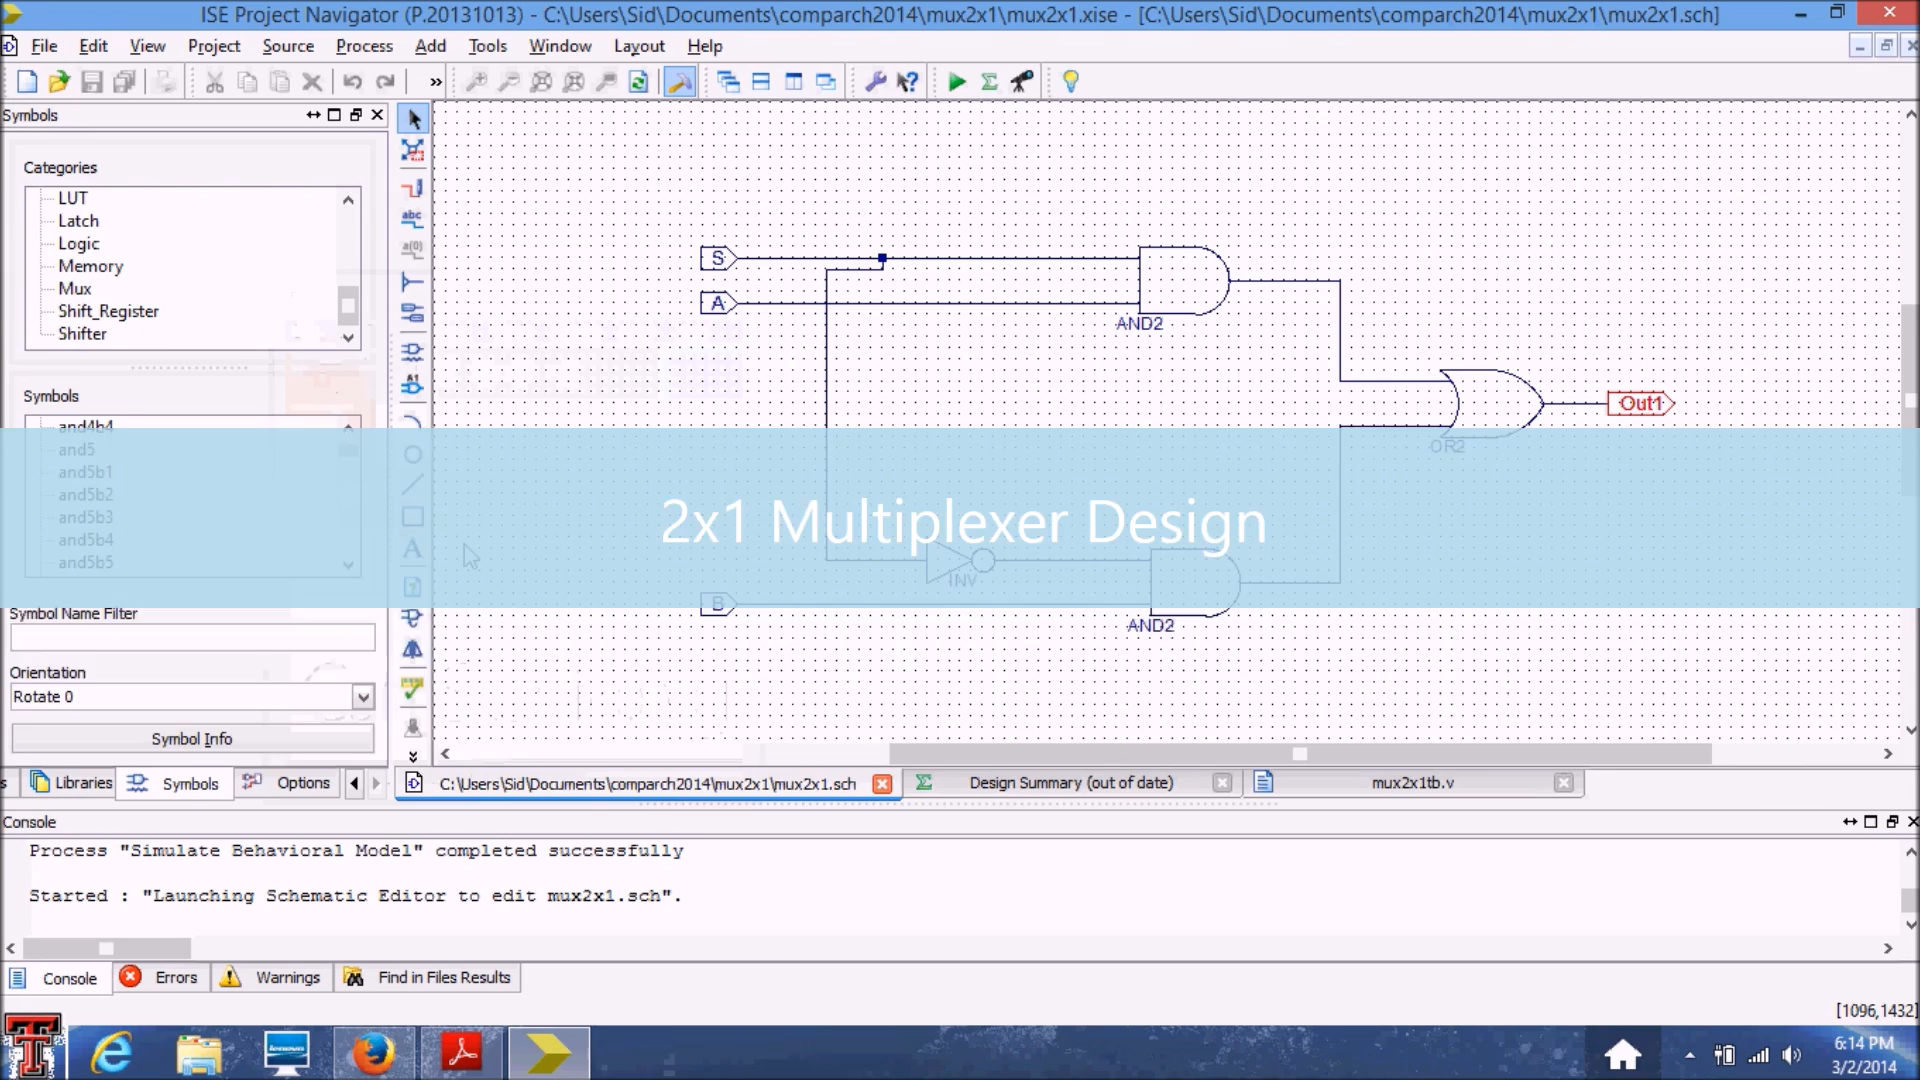 ISE Project Navigator (P.20131013) - C:\Users\Sid\Documents\comparch2014\mux2x1\mux2x1.xise - [C:\Users\Sid\Documents\comparch2014\mux2x1\mux2x1.sch]
File Edit View Project Source Process Add Tools Window Layout Help
Symbols
Categories
LUT
Latch
Logic
Memory
Mux
Shift_Register
Shifter
Symbols
and4b4
and5
and5b1
and5b2
and5b3
and5b4
and5b5
Symbol Name Filter
Orientation
Rotate 0
Symbol Info
s Libraries Symbols Options
abc
a(0)
A1
A
S
A
AND2
Out1
OR2
2x1 Multiplexer Design
INV
B
AND2
C:\Users\Sid\Documents\comparch2014\mux2x1\mux2x1.sch
Design Summary (out of date)
mux2x1tb.v
Console
Process "Simulate Behavioral Model" completed successfully
Started : "Launching Schematic Editor to edit mux2x1.sch".
Console Errors Warnings Find in Files Results
[1096,1432]
6:14 PM
3/2/2014